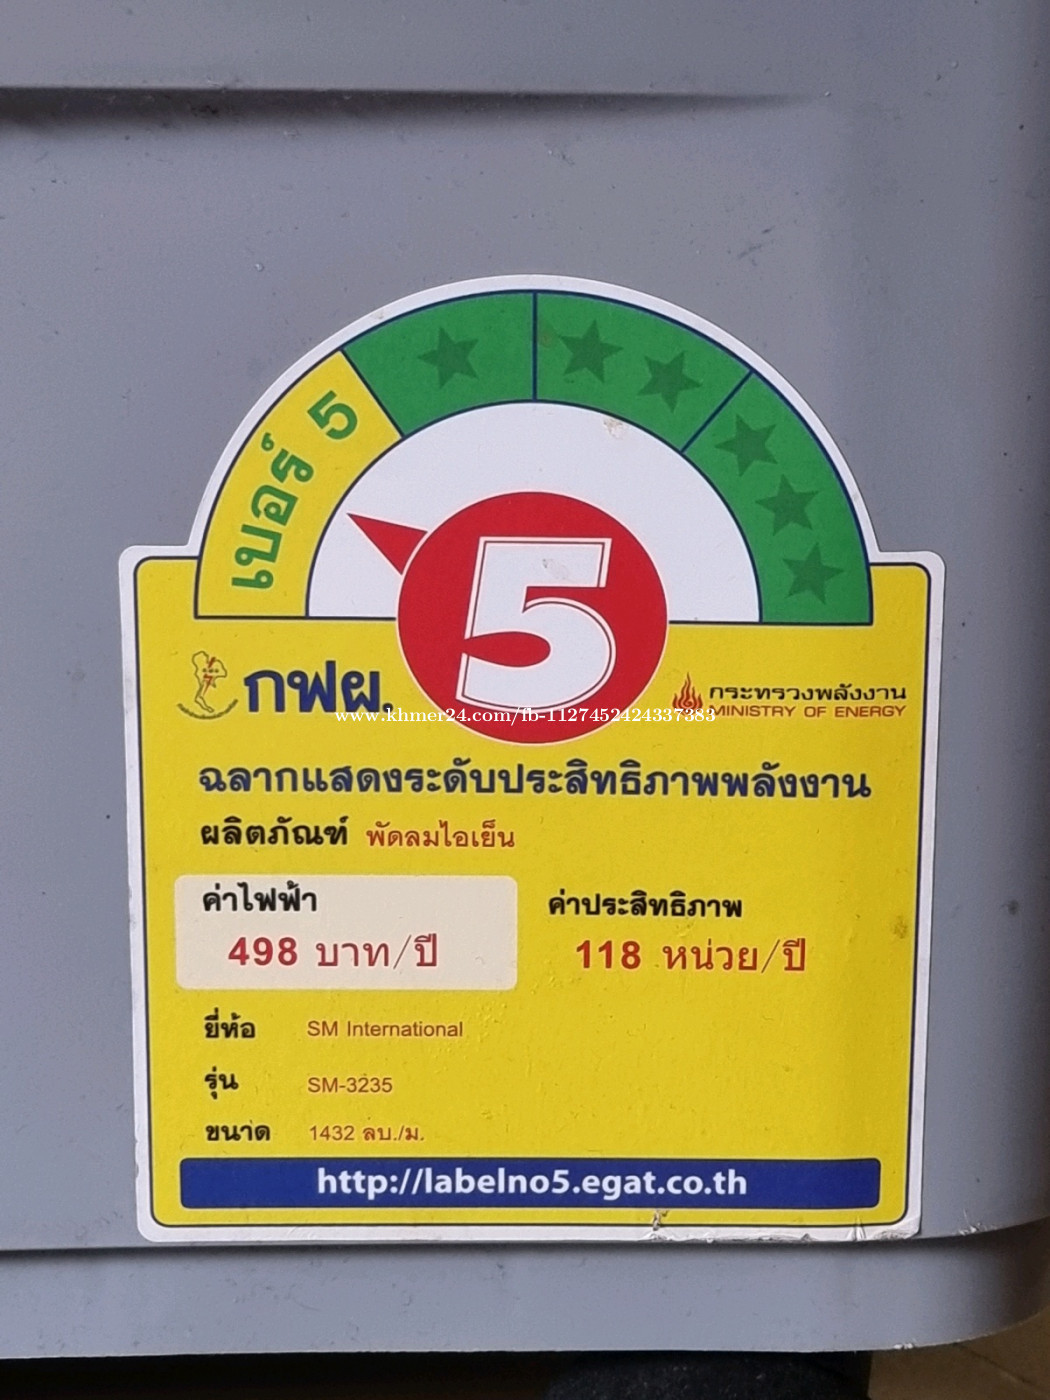 เบอร์ 5
5
กฟผ.
กระทรวงพลังงาน
MINISTRY OF ENERGY
www.khmer24.com/fb-1127452424337383
ฉลากแสดงระดับประสิทธิภาพพลังงาน
ผลิตภัณฑ์ พัดลมไอเย็น
ค่าไฟฟ้า ค่าประสิทธิภาพ
498 บาท/ปี 118 หน่วย/ปี
ยี่ห้อ SM International
รุ่น SM-3235
ขนาด 1432 ลบ./ม.
http://labelno5.egat.co.th